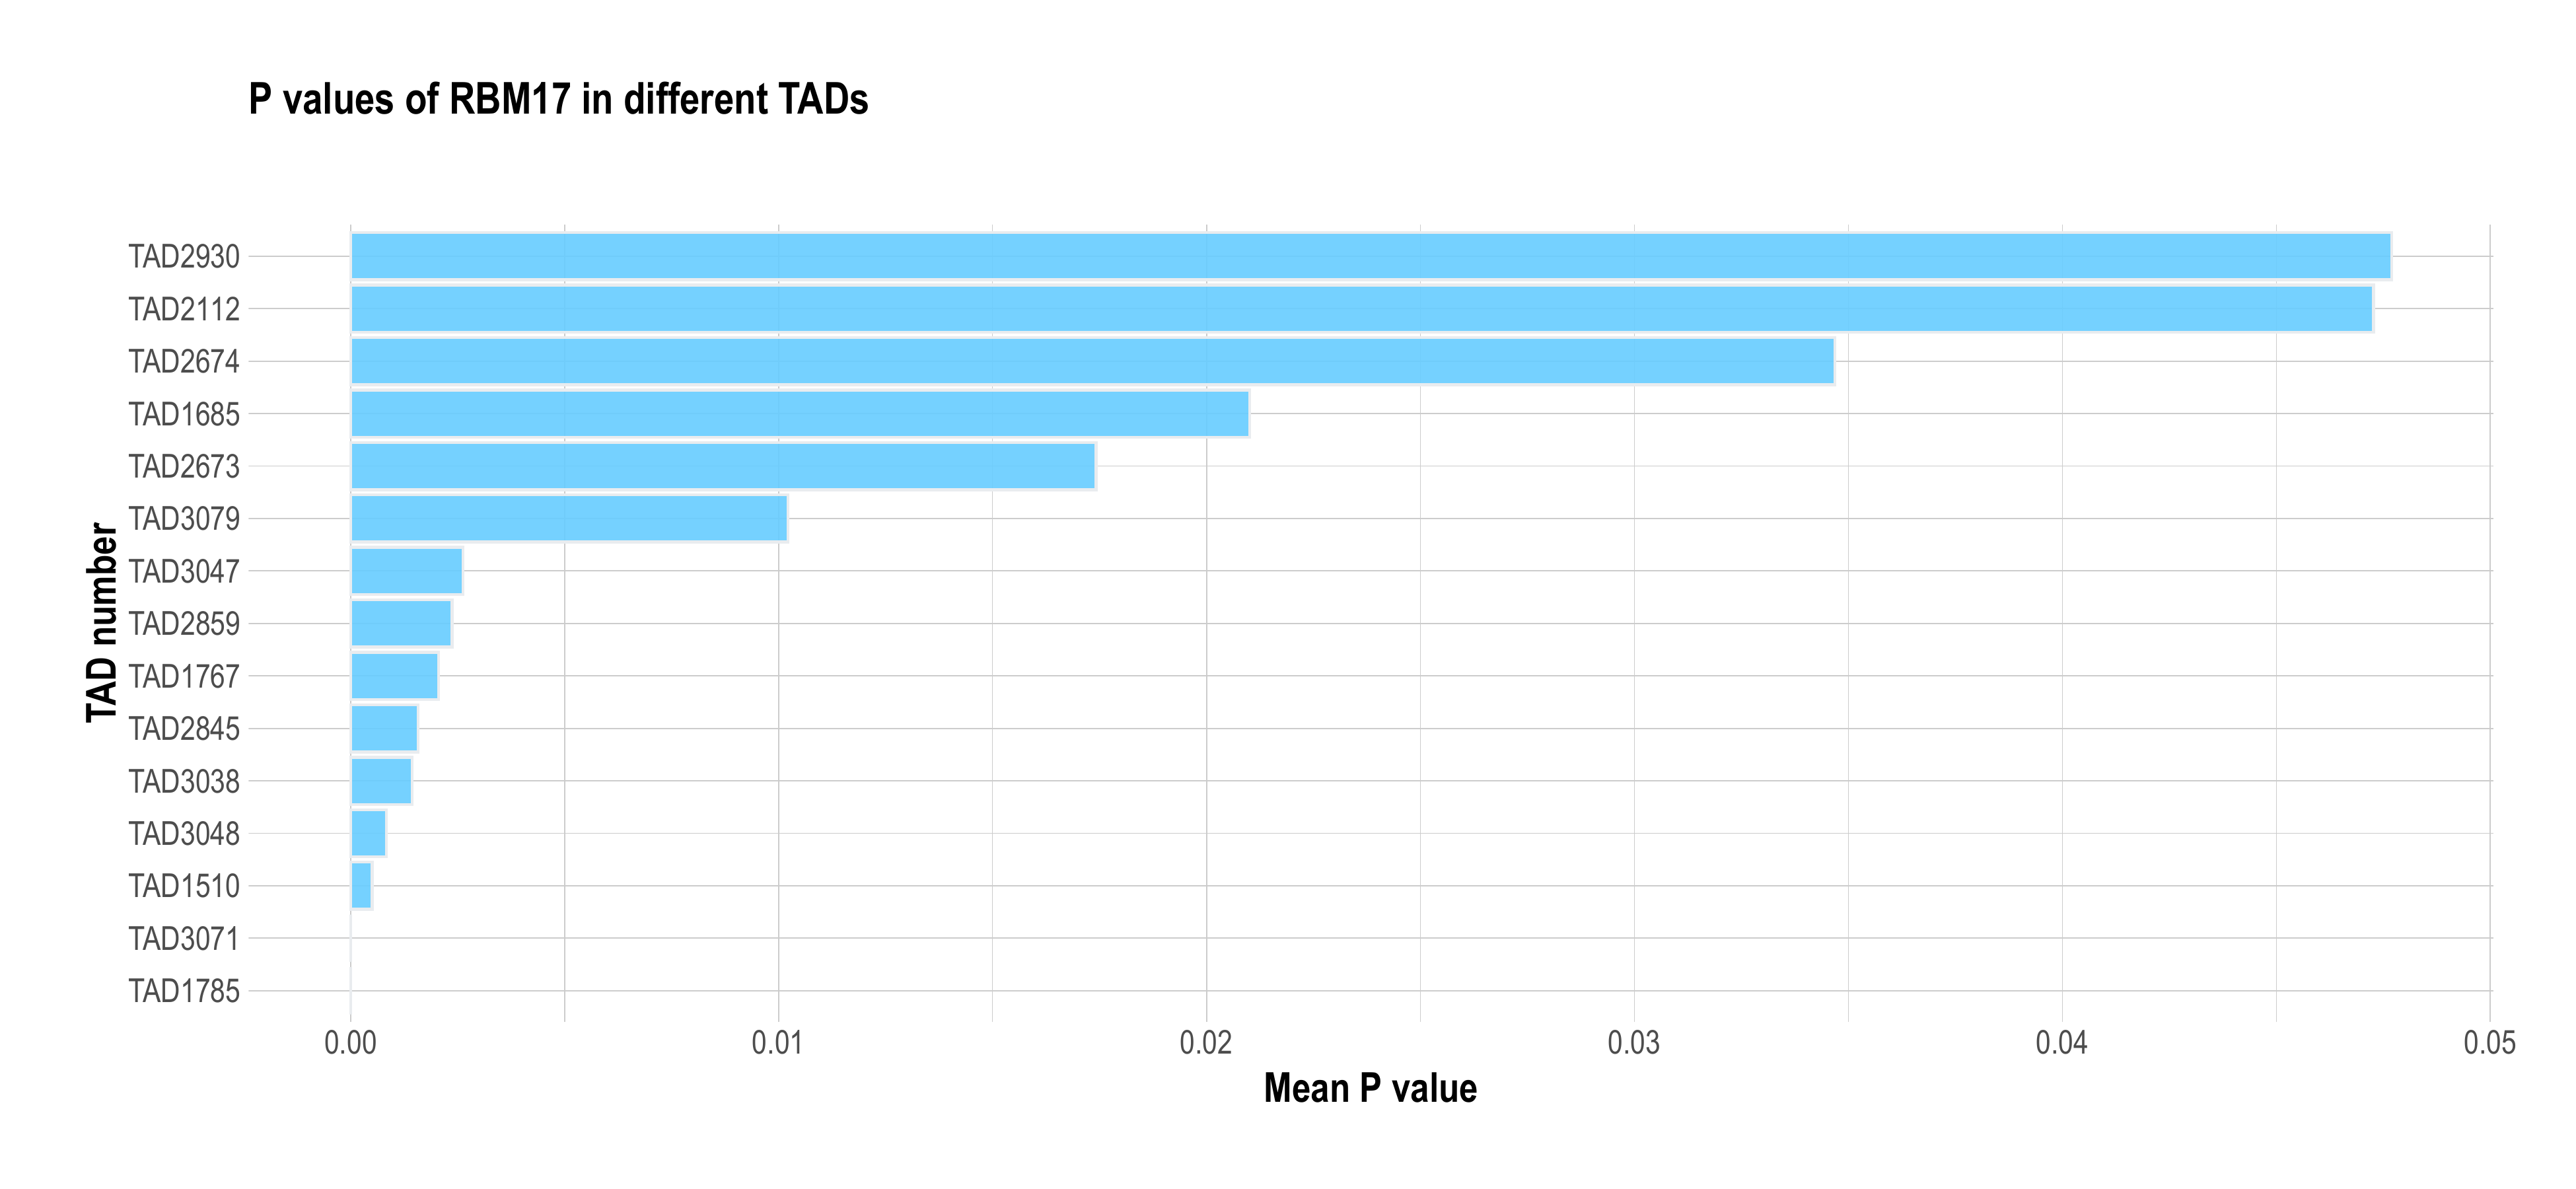 P values of RBM17 in different TADs
TAD number
TAD2930
TAD2112
TAD2674
TAD1685
TAD2673
TAD3079
TAD3047
TAD2859
TAD1767
TAD2845
TAD3038
TAD3048
TAD1510
TAD3071
TAD1785
0.00 0.01 0.02 0.03 0.04 0.05
Mean P value